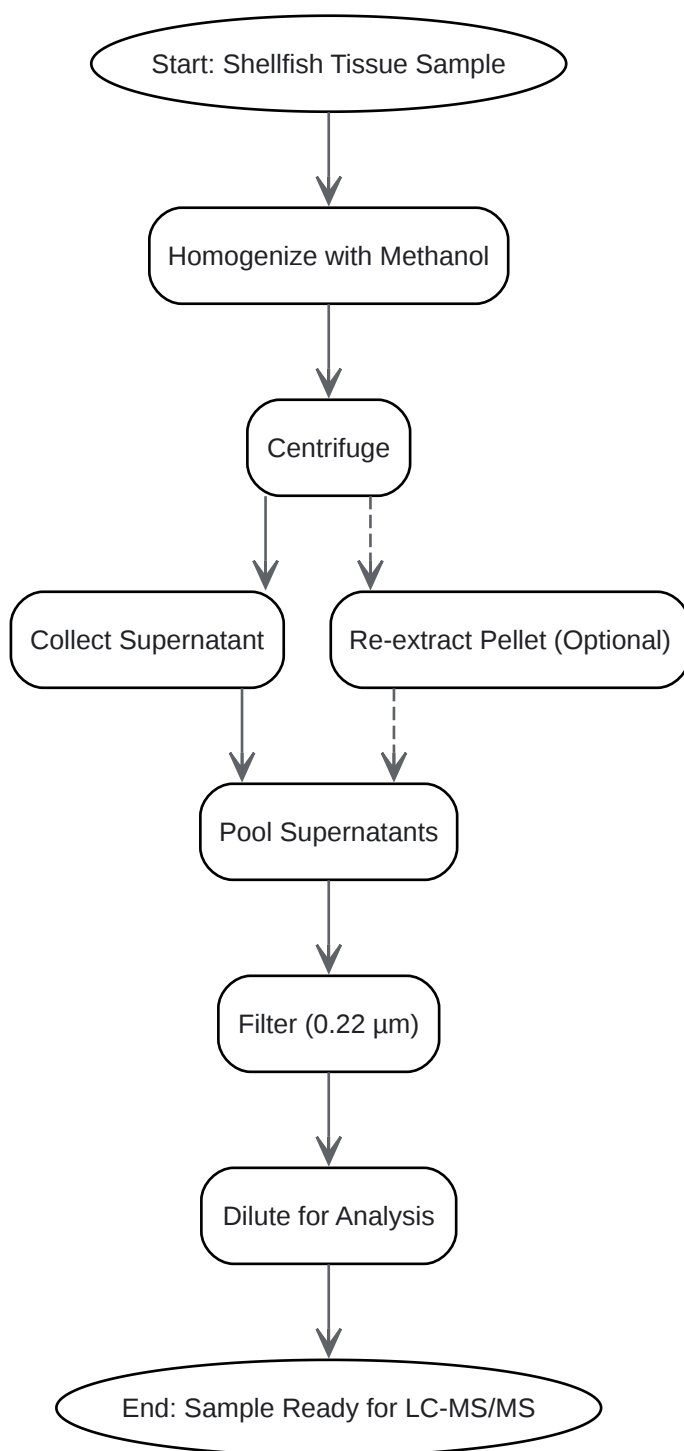 Start: Shellfish Tissue Sample
Homogenize with Methanol
Centrifuge
Collect Supernatant
Re-extract Pellet (Optional)
Pool Supernatants
Filter (0.22 µm)
Dilute for Analysis
End: Sample Ready for LC-MS/MS